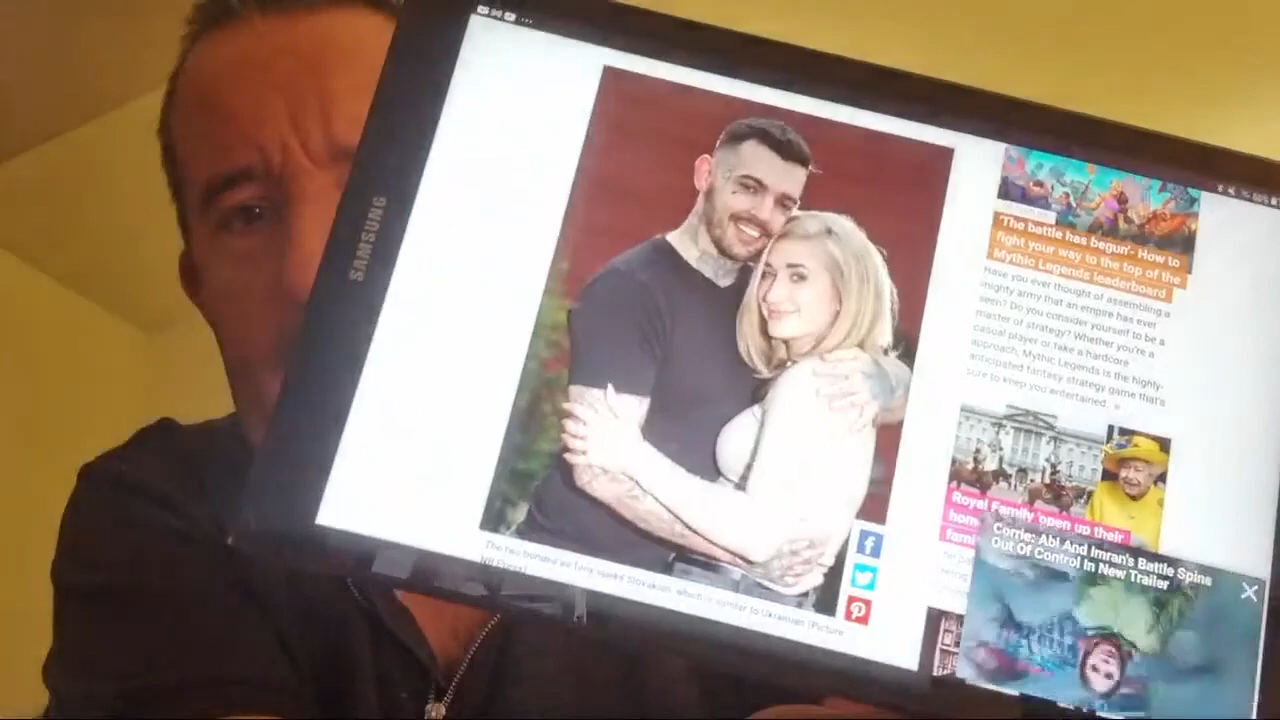 SAMSUNG
'The battle has begun'- How to
fight your way to the top of the
Mythic Legends leaderboard
Have you ever thought of assembling a
mighty army that an empire has ever
seen? Do you consider yourself to be a
master of strategy? Whether you're a
casual player or take a hardcore
approach, Mythic Legends is the highly-
anticipated fantasy strategy game that's
sure to keep you entertained.
Royal Family 'open up their
hom
fami
Corrie: Abi And Imran's Battle Spins
Out Of Control In New Trailer
The two bonded as Tony speaks Slovakian, which is similar to Ukrainian (Picture: